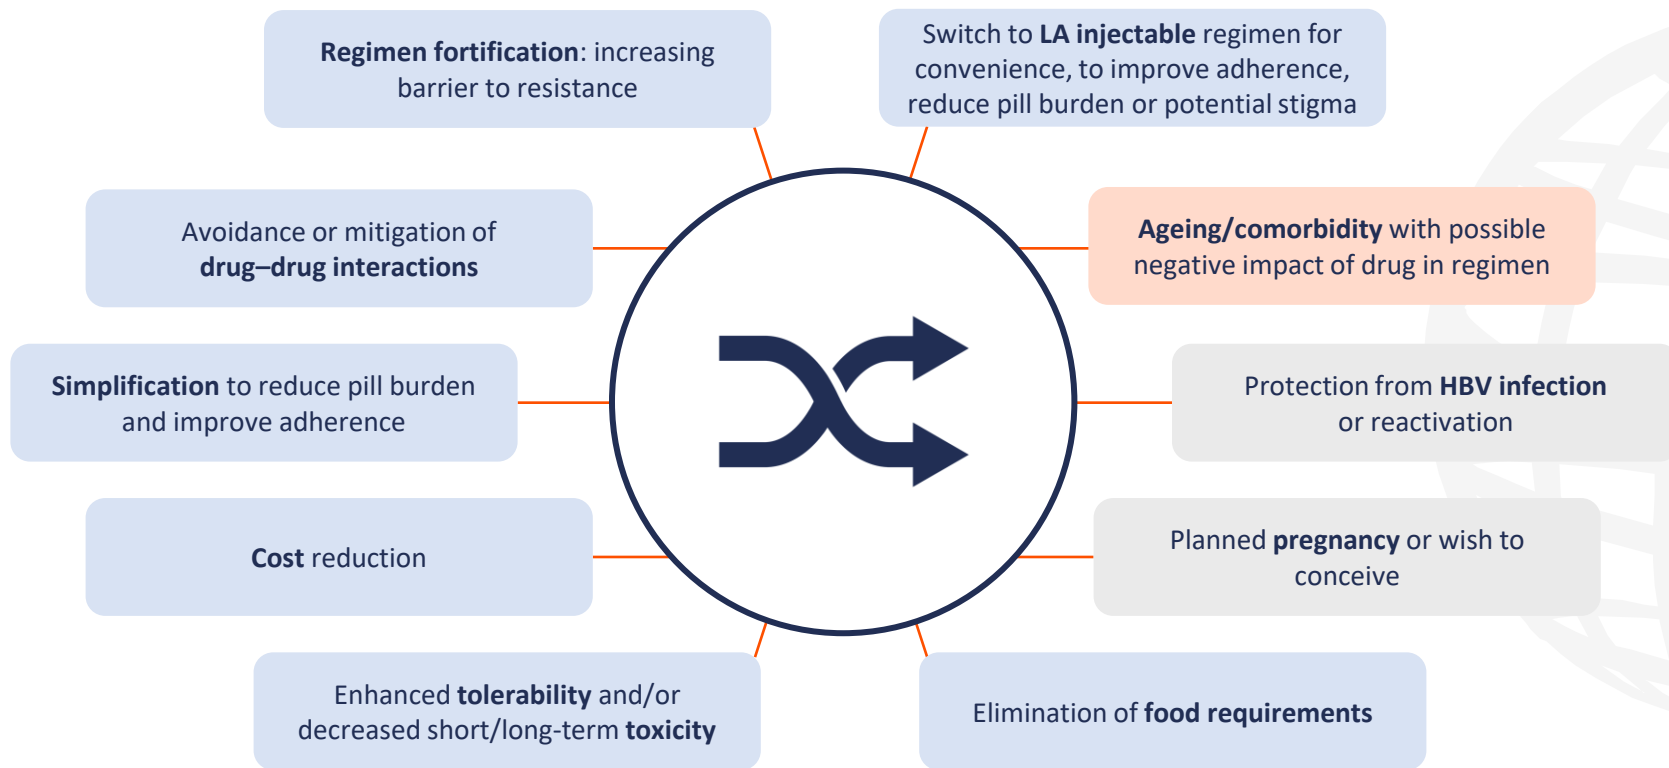 Regimen fortification: increasing
barrier to resistance
Switch to LA injectable regimen for
convenience, to improve adherence,
reduce pill burden or potential stigma
Avoidance or mitigation of
drug–drug interactions
Ageing/comorbidity with possible
negative impact of drug in regimen
Simplification to reduce pill burden
and improve adherence
Protection from HBV infection
or reactivation
Cost reduction
Planned pregnancy or wish to
conceive
Enhanced tolerability and/or
decreased short/long-term toxicity
Elimination of food requirements